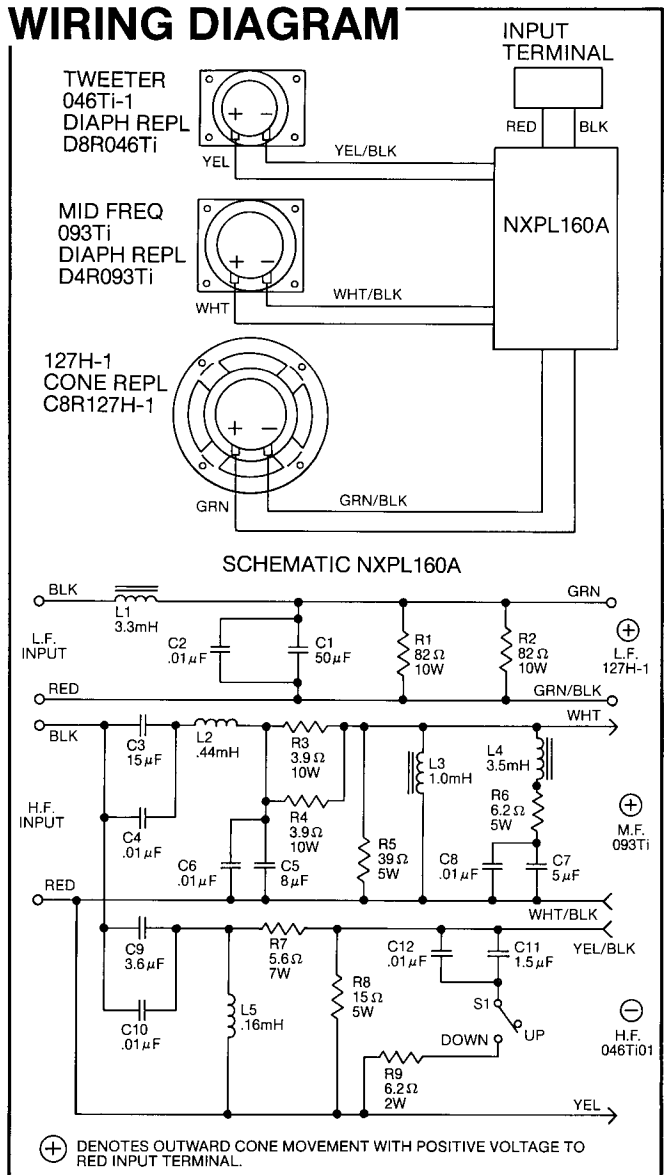 WIRING DIAGRAM
INPUT
TERMINAL
RED
BLK
TWEETER
046Ti-1
DIAPH REPL
D8R046Ti
+ −
YEL
YEL/BLK
NXPL160A
MID FREQ
093Ti
DIAPH REPL
D4R093Ti
+ −
WHT
WHT/BLK
127H-1
CONE REPL
C8R127H-1
+ −
GRN
GRN/BLK
SCHEMATIC NXPL160A
BLK
L1
3.3mH
GRN
L.F.
INPUT
C2
.01µF
C1
50µF
R1
82Ω
10W
R2
82Ω
10W
+
L.F.
127H-1
RED
GRN/BLK
BLK
WHT
C3
15µF
L2
.44mH
R3
3.9Ω
10W
L3
1.0mH
L4
3.5mH
H.F.
INPUT
C4
.01µF
R4
3.9Ω
10W
R6
6.2Ω
5W
+
M.F.
093Ti
C6
.01µF
C5
8µF
R5
39Ω
5W
C8
.01µF
C7
5µF
RED
WHT/BLK
C9
3.6µF
R7
5.6Ω
7W
C12
.01µF
C11
1.5µF
YEL/BLK
C10
.01µF
L5
.16mH
R8
15Ω
5W
S1
UP
DOWN
−
H.F.
046Ti01
R9
6.2Ω
2W
YEL
+ DENOTES OUTWARD CONE MOVEMENT WITH POSITIVE VOLTAGE TO
RED INPUT TERMINAL.